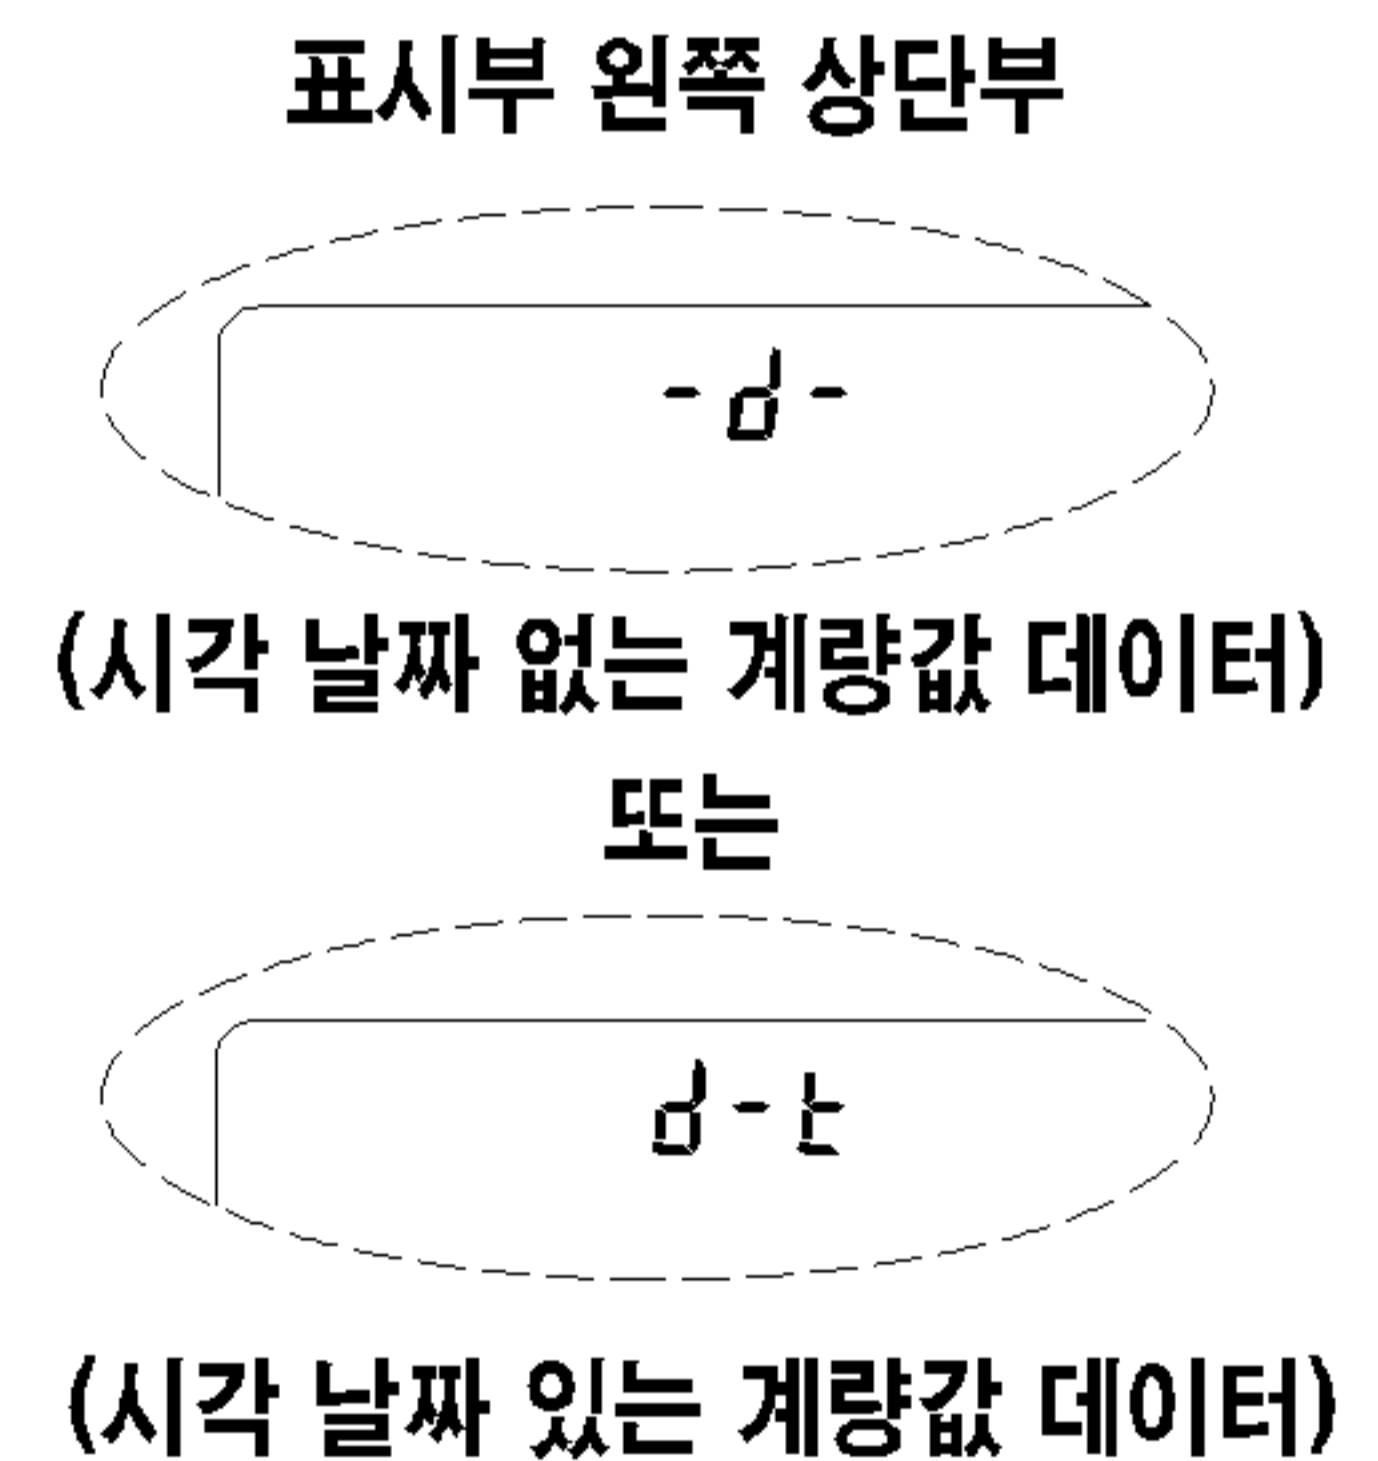 표시부 왼쪽 상단부
-d-
(시각 날짜 없는 계량값 데이터)
또는
d-t
(시각 날짜 있는 계량값 데이터)